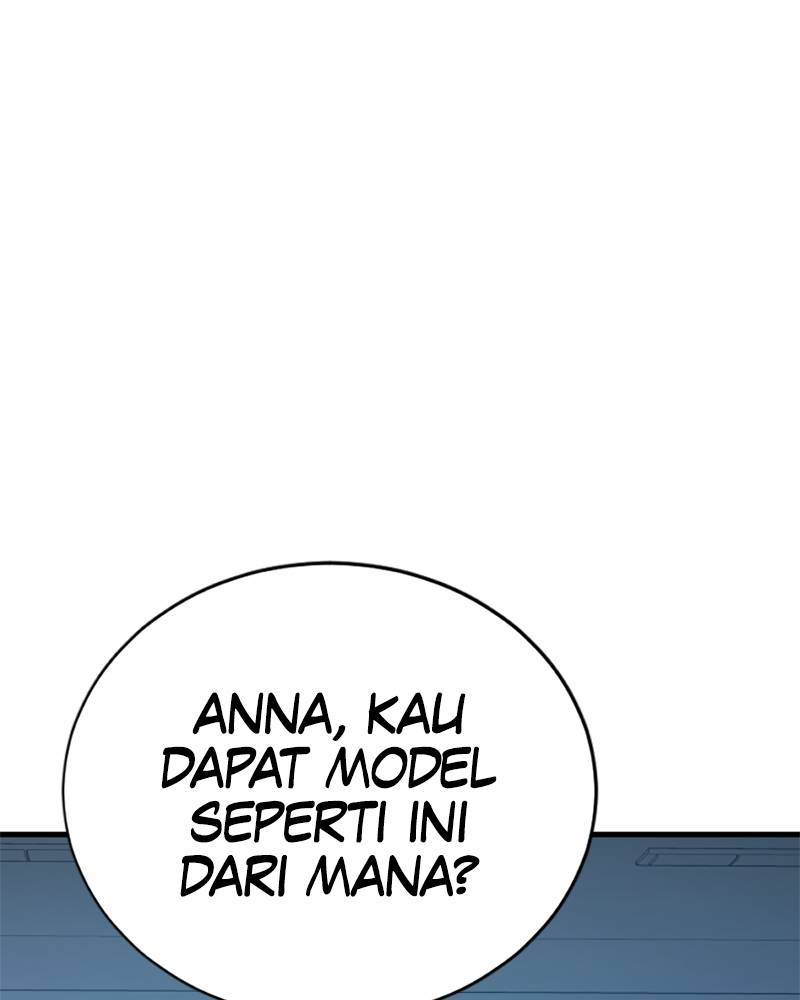 ANNA, KAU
DAPAT MODEL
SEPERTI INI
DARI MANA?